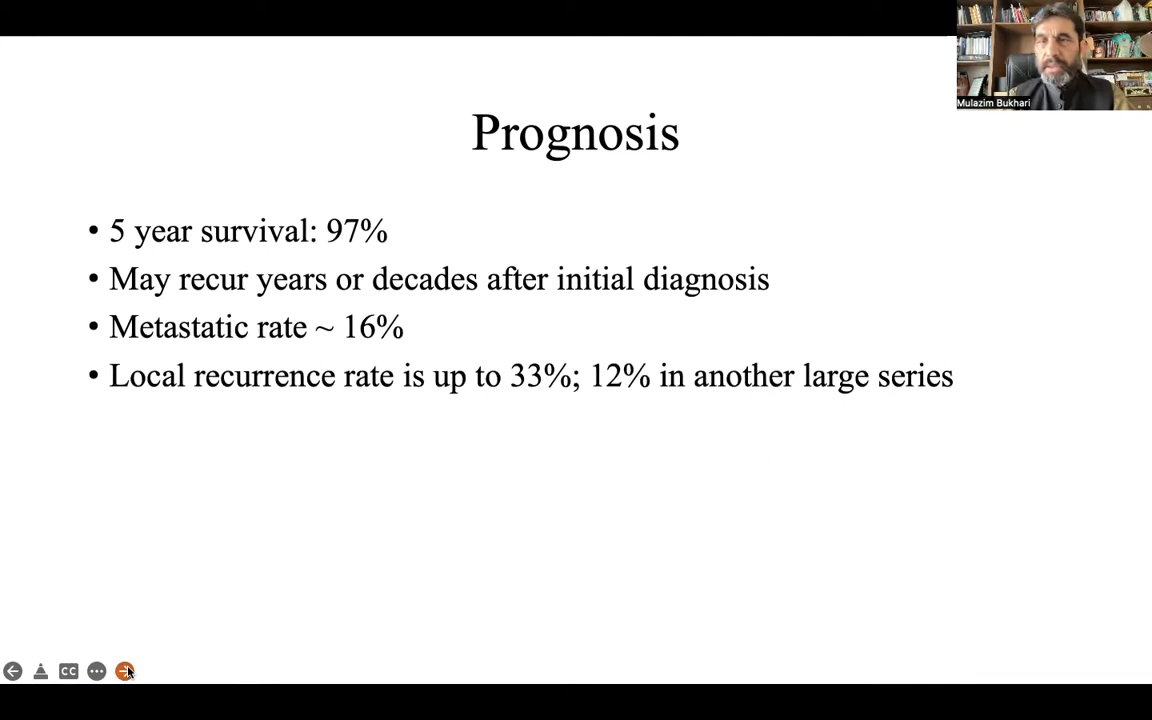 Mulazim Bukhari
Prognosis
• 5 year survival: 97%
• May recur years or decades after initial diagnosis
• Metastatic rate ~ 16%
• Local recurrence rate is up to 33%; 12% in another large series
CC